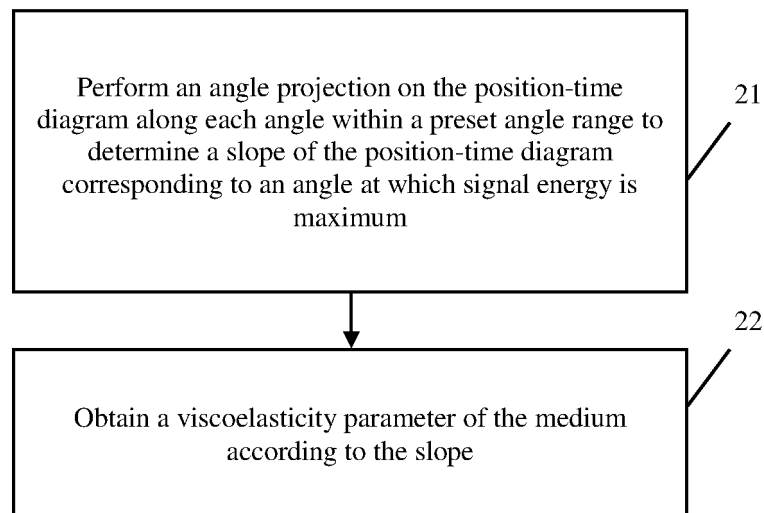 Perform an angle projection on the position-time
diagram along each angle within a preset angle range to
determine a slope of the position-time diagram
corresponding to an angle at which signal energy is
maximum
21
Obtain a viscoelasticity parameter of the medium
according to the slope
22